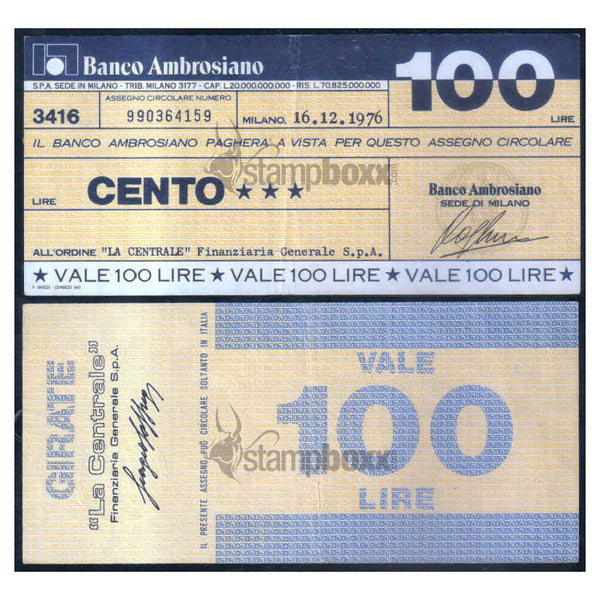 Banco Ambrosiano
100
S.P.A. SEDE IN MILANO - TRIB. MILANO 3177 - CAP. L.20.000.000.000 - RIS. L.70.825.000.000
3416
ASSEGNO CIRCOLARE NUMERO
990364159
MILANO, 16.12.1976
LIRE
IL BANCO AMBROSIANO PAGHERA' A VISTA PER QUESTO ASSEGNO CIRCOLARE
stampboxx.com
LIRE CENTO ★★★
Banco Ambrosiano
SEDE DI MILANO
ALL'ORDINE "LA CENTRALE" Finanziaria Generale S.p.A.
★ VALE 100 LIRE ★ VALE 100 LIRE ★ VALE 100 LIRE ★
GIRATE
"La Centrale"
Finanziaria Generale S.p.A.
IL PRESENTE ASSEGNO PUÒ CIRCOLARE SOLTANTO IN ITALIA
VALE
100
LIRE
stampboxx